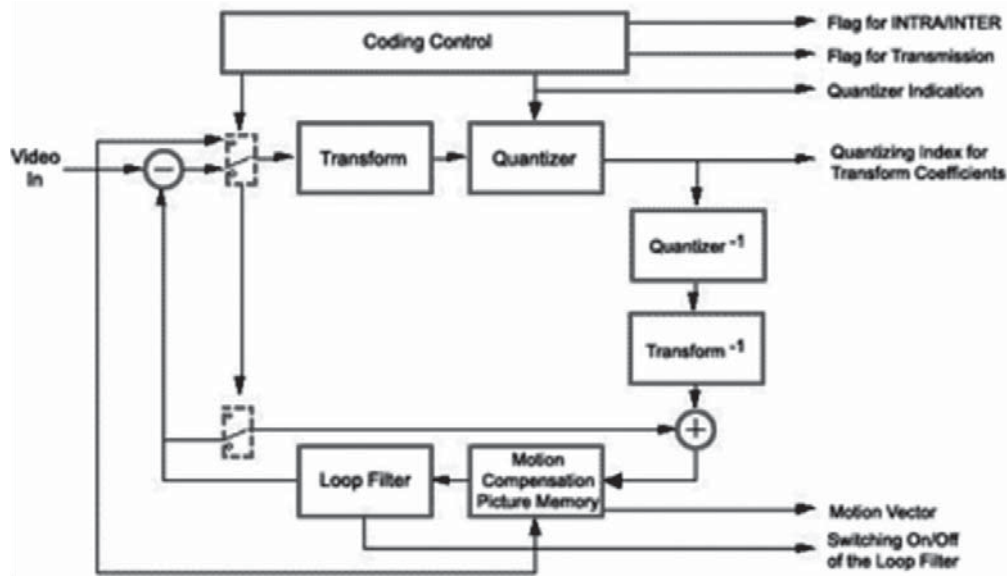 Coding Control
Flag for INTRA/INTER
Flag for Transmission
Quantizer Indication
Video
In
−
Transform
Quantizer
Quantizing Index for
Transform Coefficients
Quantizer -1
Transform -1
+
Loop Filter
Motion
Compensation
Picture Memory
Motion Vector
Switching On/Off
of the Loop Filter